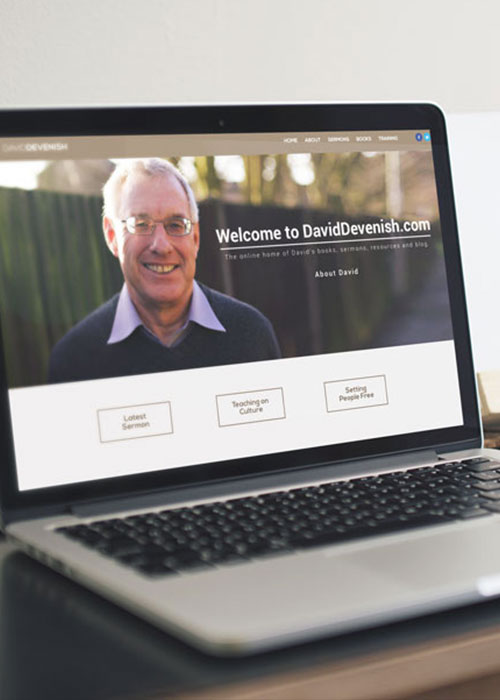 DAVIDDEVENISH
HOME ABOUT SERMONS BOOKS TRAINING
Welcome to DavidDevenish.com
The online home of David's books, sermons, resources and blog.
About David
Latest
Sermon
Teaching on
Culture
Setting
People Free